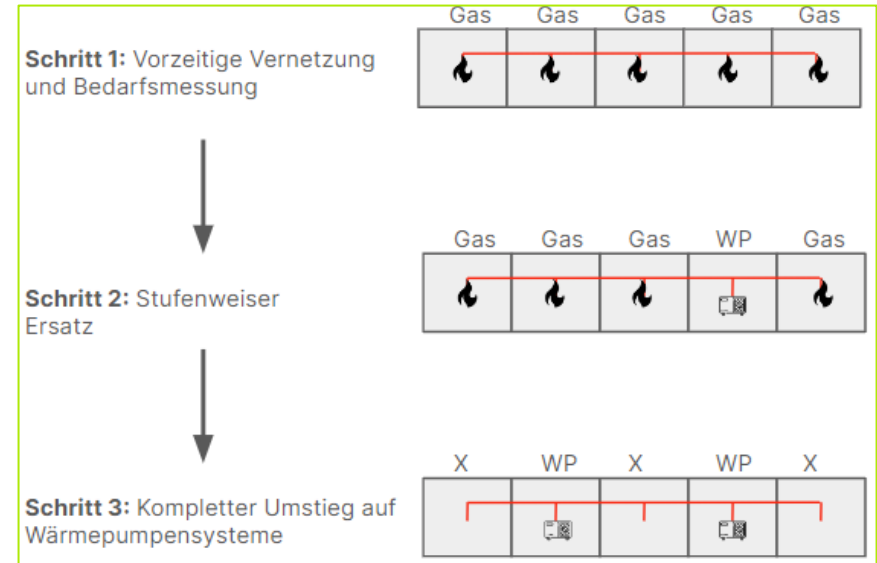 Gas Gas Gas Gas Gas
Schritt 1: Vorzeitige Vernetzung
und Bedarfsmessung
Gas Gas Gas WP Gas
Schritt 2: Stufenweiser
Ersatz
X WP X WP X
Schritt 3: Kompletter Umstieg auf
Wärmepumpensysteme